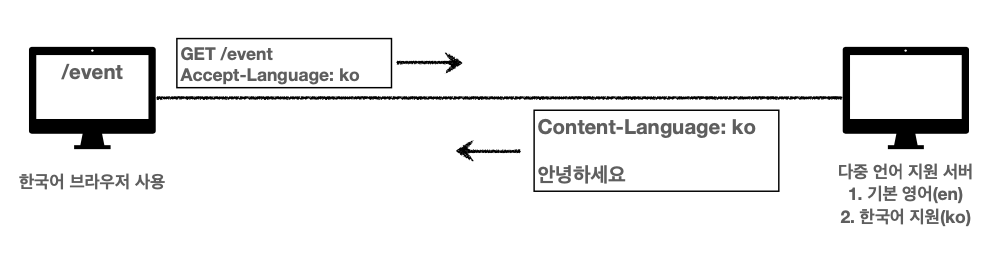 /event
GET /event
Accept-Language: ko
Content-Language: ko
안녕하세요
한국어 브라우저 사용
다중 언어 지원 서버
1. 기본 영어(en)
2. 한국어 지원(ko)